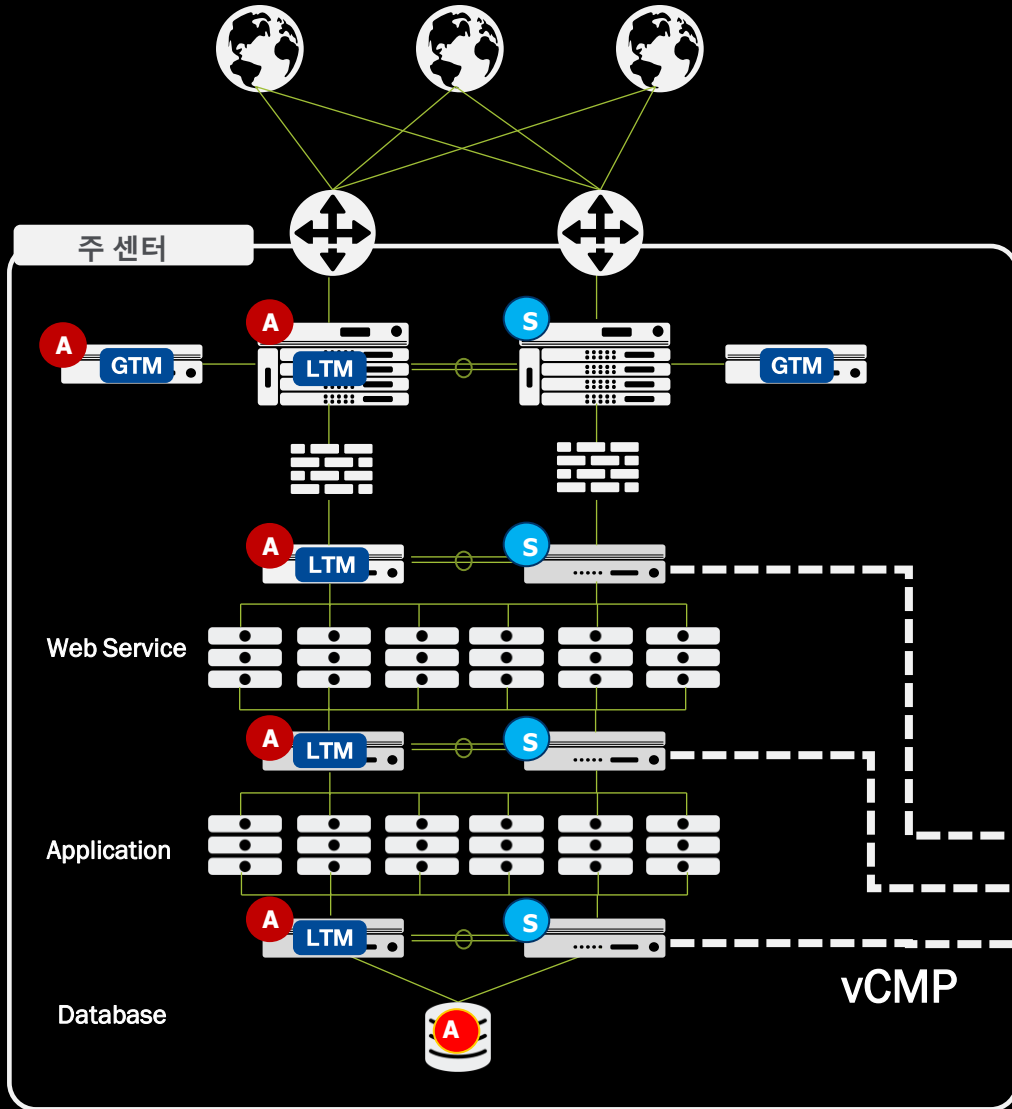 주 센터
A
S
A
GTM
LTM
GTM
A
S
LTM
Web Service
A
S
LTM
Application
A
S
LTM
vCMP
Database
A